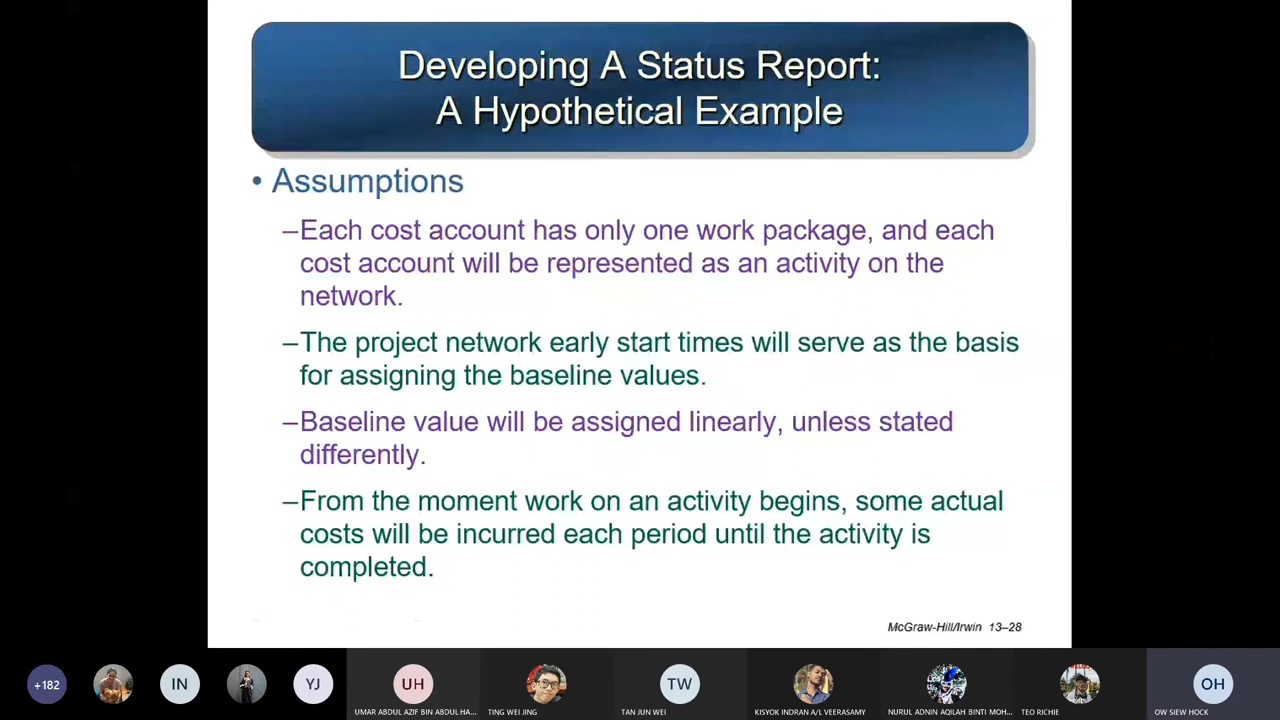 Developing A Status Report:
A Hypothetical Example
• Assumptions
–Each cost account has only one work package, and each
cost account will be represented as an activity on the
network.
–The project network early start times will serve as the basis
for assigning the baseline values.
–Baseline value will be assigned linearly, unless stated
differently.
–From the moment work on an activity begins, some actual
costs will be incurred each period until the activity is
completed.
McGraw-Hill/Irwin 13–28
+182
IN
YJ
UH
TW
OH
UMAR ABDUL AZIF BIN ABDUL HA...
TING WEI JING
TAN JUN WEI
KISYOK INDRAN A/L VEERASAMY
NURUL ADNIN AQILAH BINTI MOH...
TEO RICHIE
OW SIEW HOCK